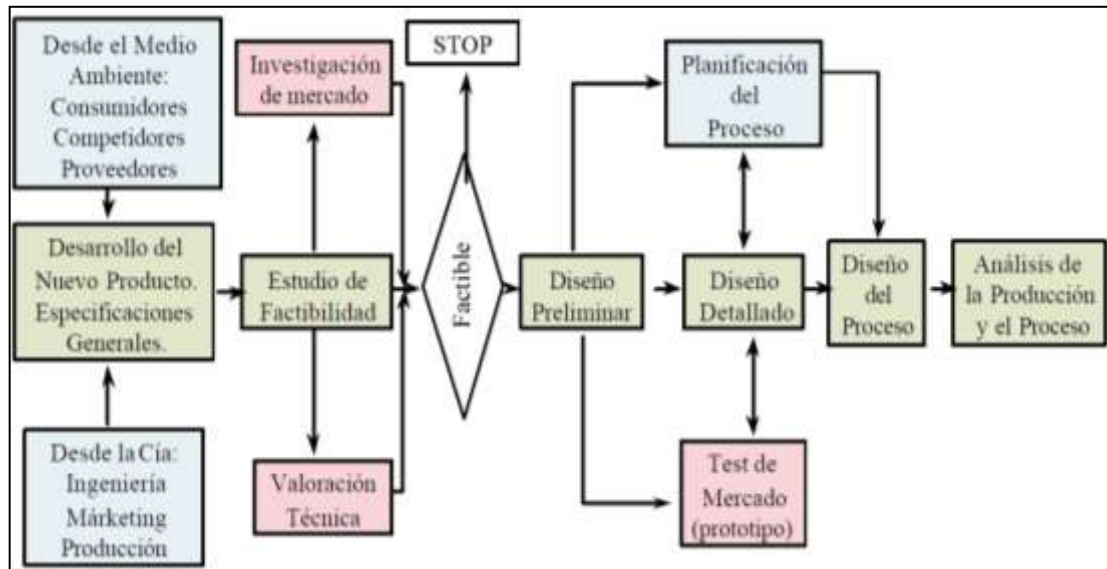 Desde el Medio
Ambiente:
Consumidores
Competidores
Proveedores
Desarrollo del
Nuevo Producto.
Especificaciones
Generales.
Desde la Cía:
Ingeniería
Márketing
Producción
Investigación
de mercado
Estudio de
Factibilidad
Valoración
Técnica
STOP
Factible
Diseño
Preliminar
Planificación
del
Proceso
Diseño
Detallado
Test de
Mercado
(prototipo)
Diseño
del
Proceso
Análisis de
la Producción
y el Proceso